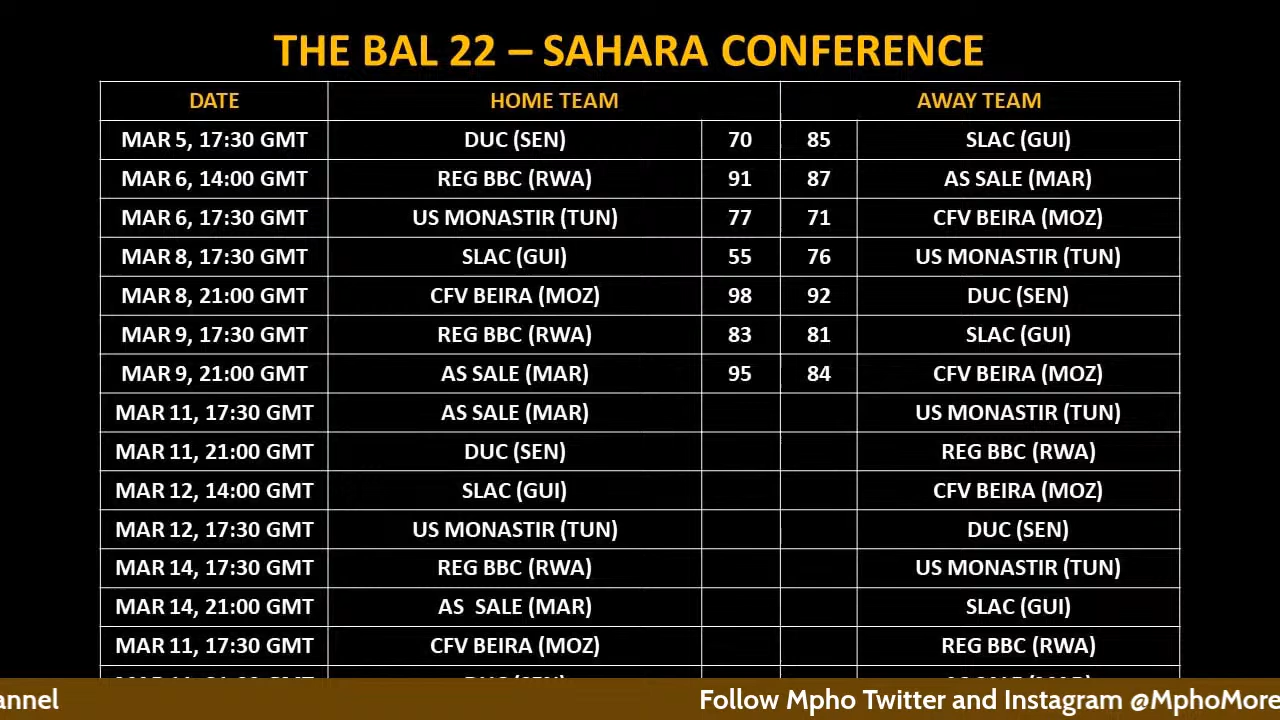 THE BAL 22 – SAHARA CONFERENCE
DATE HOME TEAM AWAY TEAM
MAR 5, 17:30 GMT DUC (SEN) 70 85 SLAC (GUI)
MAR 6, 14:00 GMT REG BBC (RWA) 91 87 AS SALE (MAR)
MAR 6, 17:30 GMT US MONASTIR (TUN) 77 71 CFV BEIRA (MOZ)
MAR 8, 17:30 GMT SLAC (GUI) 55 76 US MONASTIR (TUN)
MAR 8, 21:00 GMT CFV BEIRA (MOZ) 98 92 DUC (SEN)
MAR 9, 17:30 GMT REG BBC (RWA) 83 81 SLAC (GUI)
MAR 9, 21:00 GMT AS SALE (MAR) 95 84 CFV BEIRA (MOZ)
MAR 11, 17:30 GMT AS SALE (MAR) US MONASTIR (TUN)
MAR 11, 21:00 GMT DUC (SEN) REG BBC (RWA)
MAR 12, 14:00 GMT SLAC (GUI) CFV BEIRA (MOZ)
MAR 12, 17:30 GMT US MONASTIR (TUN) DUC (SEN)
MAR 14, 17:30 GMT REG BBC (RWA) US MONASTIR (TUN)
MAR 14, 21:00 GMT AS SALE (MAR) SLAC (GUI)
MAR 11, 17:30 GMT CFV BEIRA (MOZ) REG BBC (RWA)
annel Follow Mpho Twitter and Instagram @MphoMore